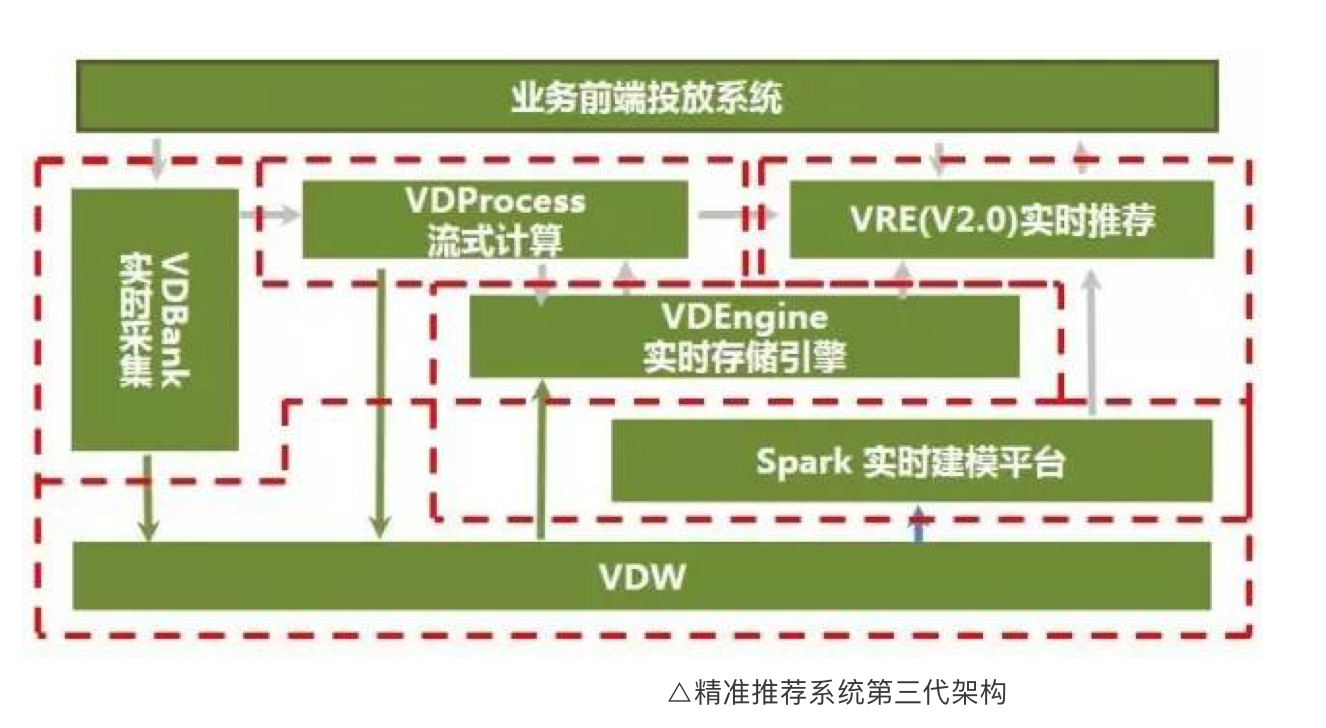 业务前端投放系统
VDBank
实时采集
VDProcess
流式计算
VRE(V2.0)实时推荐
VDEngine
实时存储引擎
Spark 实时建模平台
VDW
△精准推荐系统第三代架构